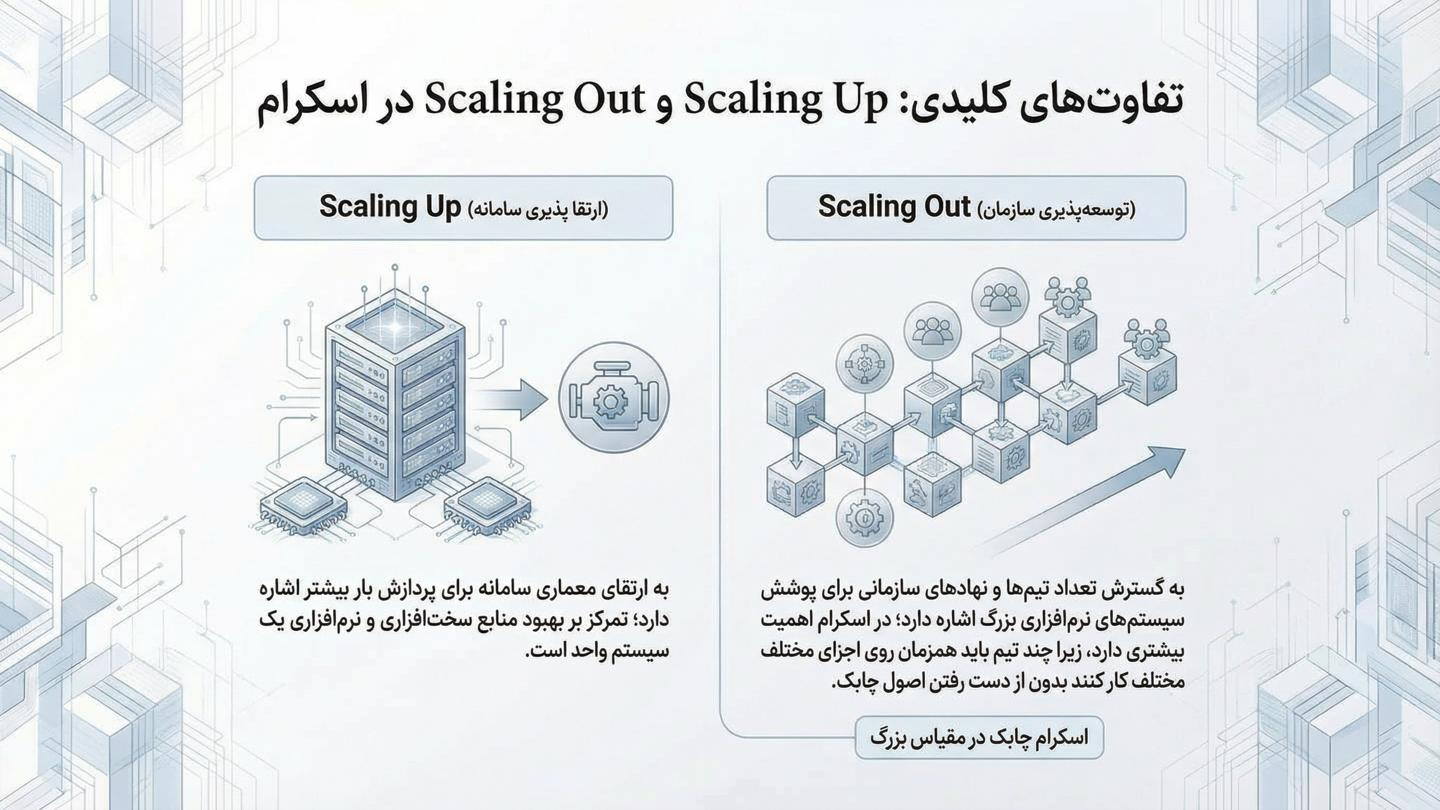 تفاوت‌های کلیدی: Scaling Up و Scaling Out در اسکرام
Scaling Out (توسعه‌پذیری سازمان)
به گسترش تعداد تیم‌ها و نهادهای سازمانی برای پوشش
سیستم‌های نرم‌افزاری بزرگ اشاره دارد؛ در اسکرام اهمیت
بیشتری دارد، زیرا چند تیم باید همزمان روی اجزای مختلف
مختلف کار کنند بدون از دست رفتن اصول چابک.
اسکرام چابک در مقیاس بزرگ
Scaling Up (ارتقا پذیری سامانه)
به ارتقای معماری سامانه برای پردازش بار بیشتر اشاره
دارد؛ تمرکز بر بهبود منابع سخت‌افزاری و نرم‌افزاری یک
سیستم واحد است.